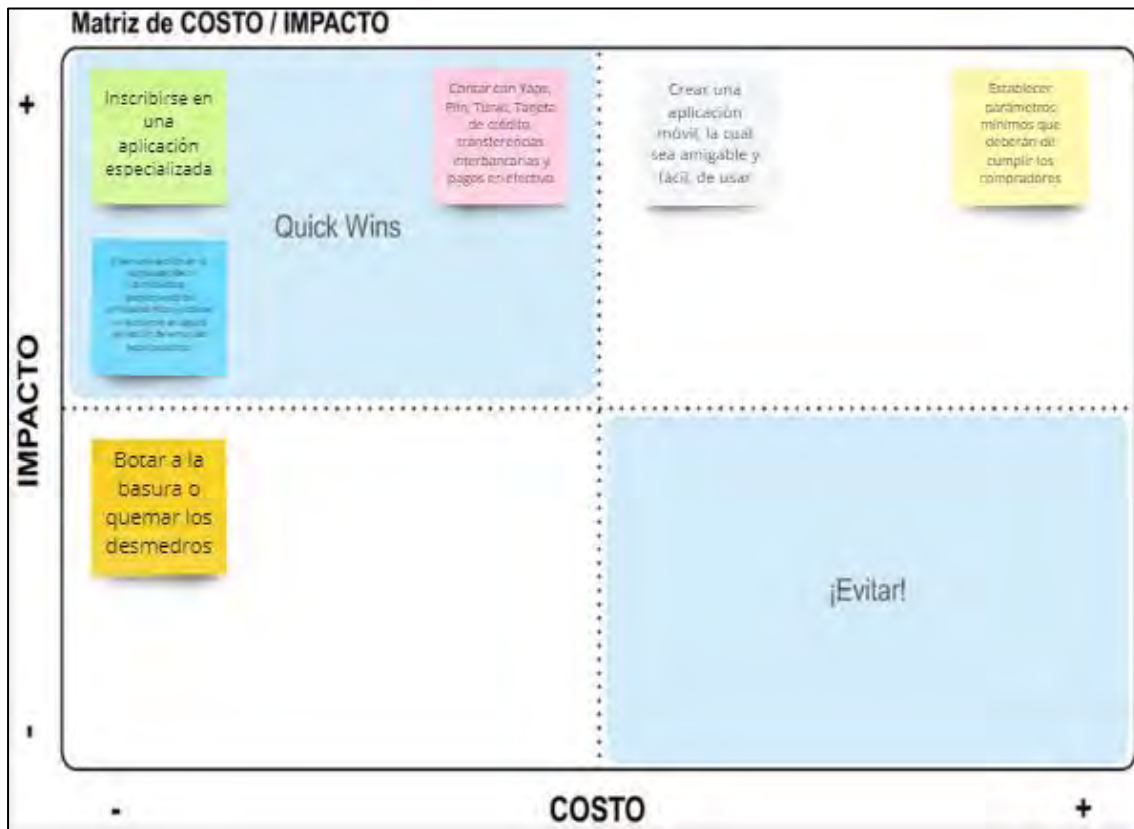 Matriz de COSTO / IMPACTO
+
Inscribirse en
una
aplicación
especializada
Contar con Yape,
Plin, Tunki, Tarjeta
de crédito,
transferencias
interbancarias y
pagos en efectivo
Crear una
aplicación
móvil, la cual
sea amigable y
fácil, de usar
Establecer
parámetros
mínimos que
deberán de
cumplir los
compradores
Quick Wins
IMPACTO
Botar a la
basura o
quemar los
desmedros
¡Evitar!
-
-
COSTO
+